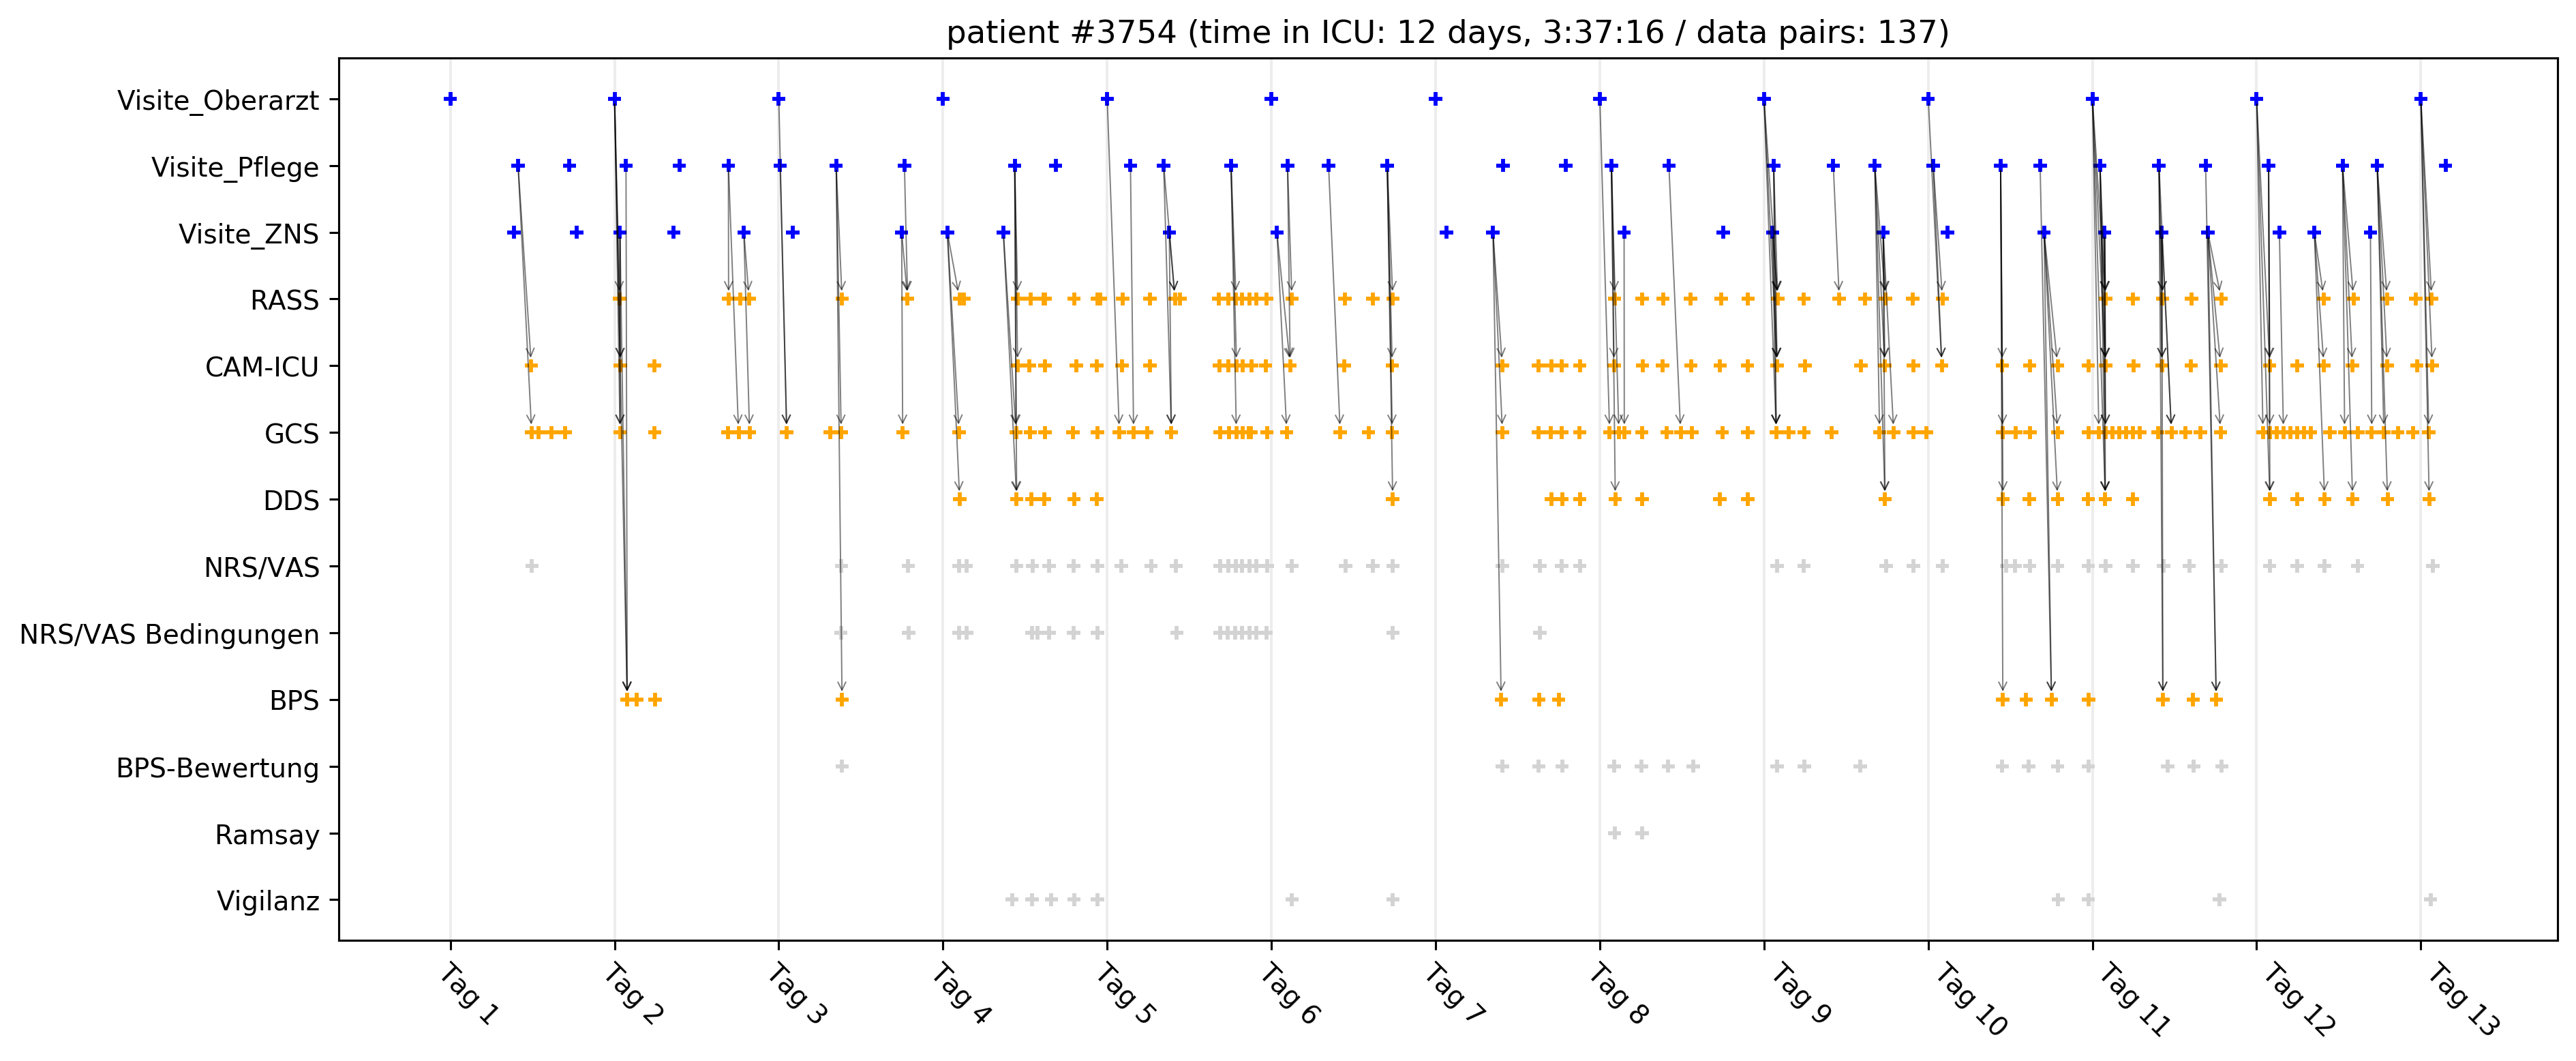 patient #3754 (time in ICU: 12 days, 3:37:16 / data pairs: 137)
Visite_Oberarzt
Visite_Pflege
Visite_ZNS
RASS
CAM-ICU
GCS
DDS
NRS/VAS
NRS/VAS Bedingungen
BPS
BPS-Bewertung
Ramsay
Vigilanz
Tag 1
Tag 2
Tag 3
Tag 4
Tag 5
Tag 6
Tag 7
Tag 8
Tag 9
Tag 10
Tag 11
Tag 12
Tag 13